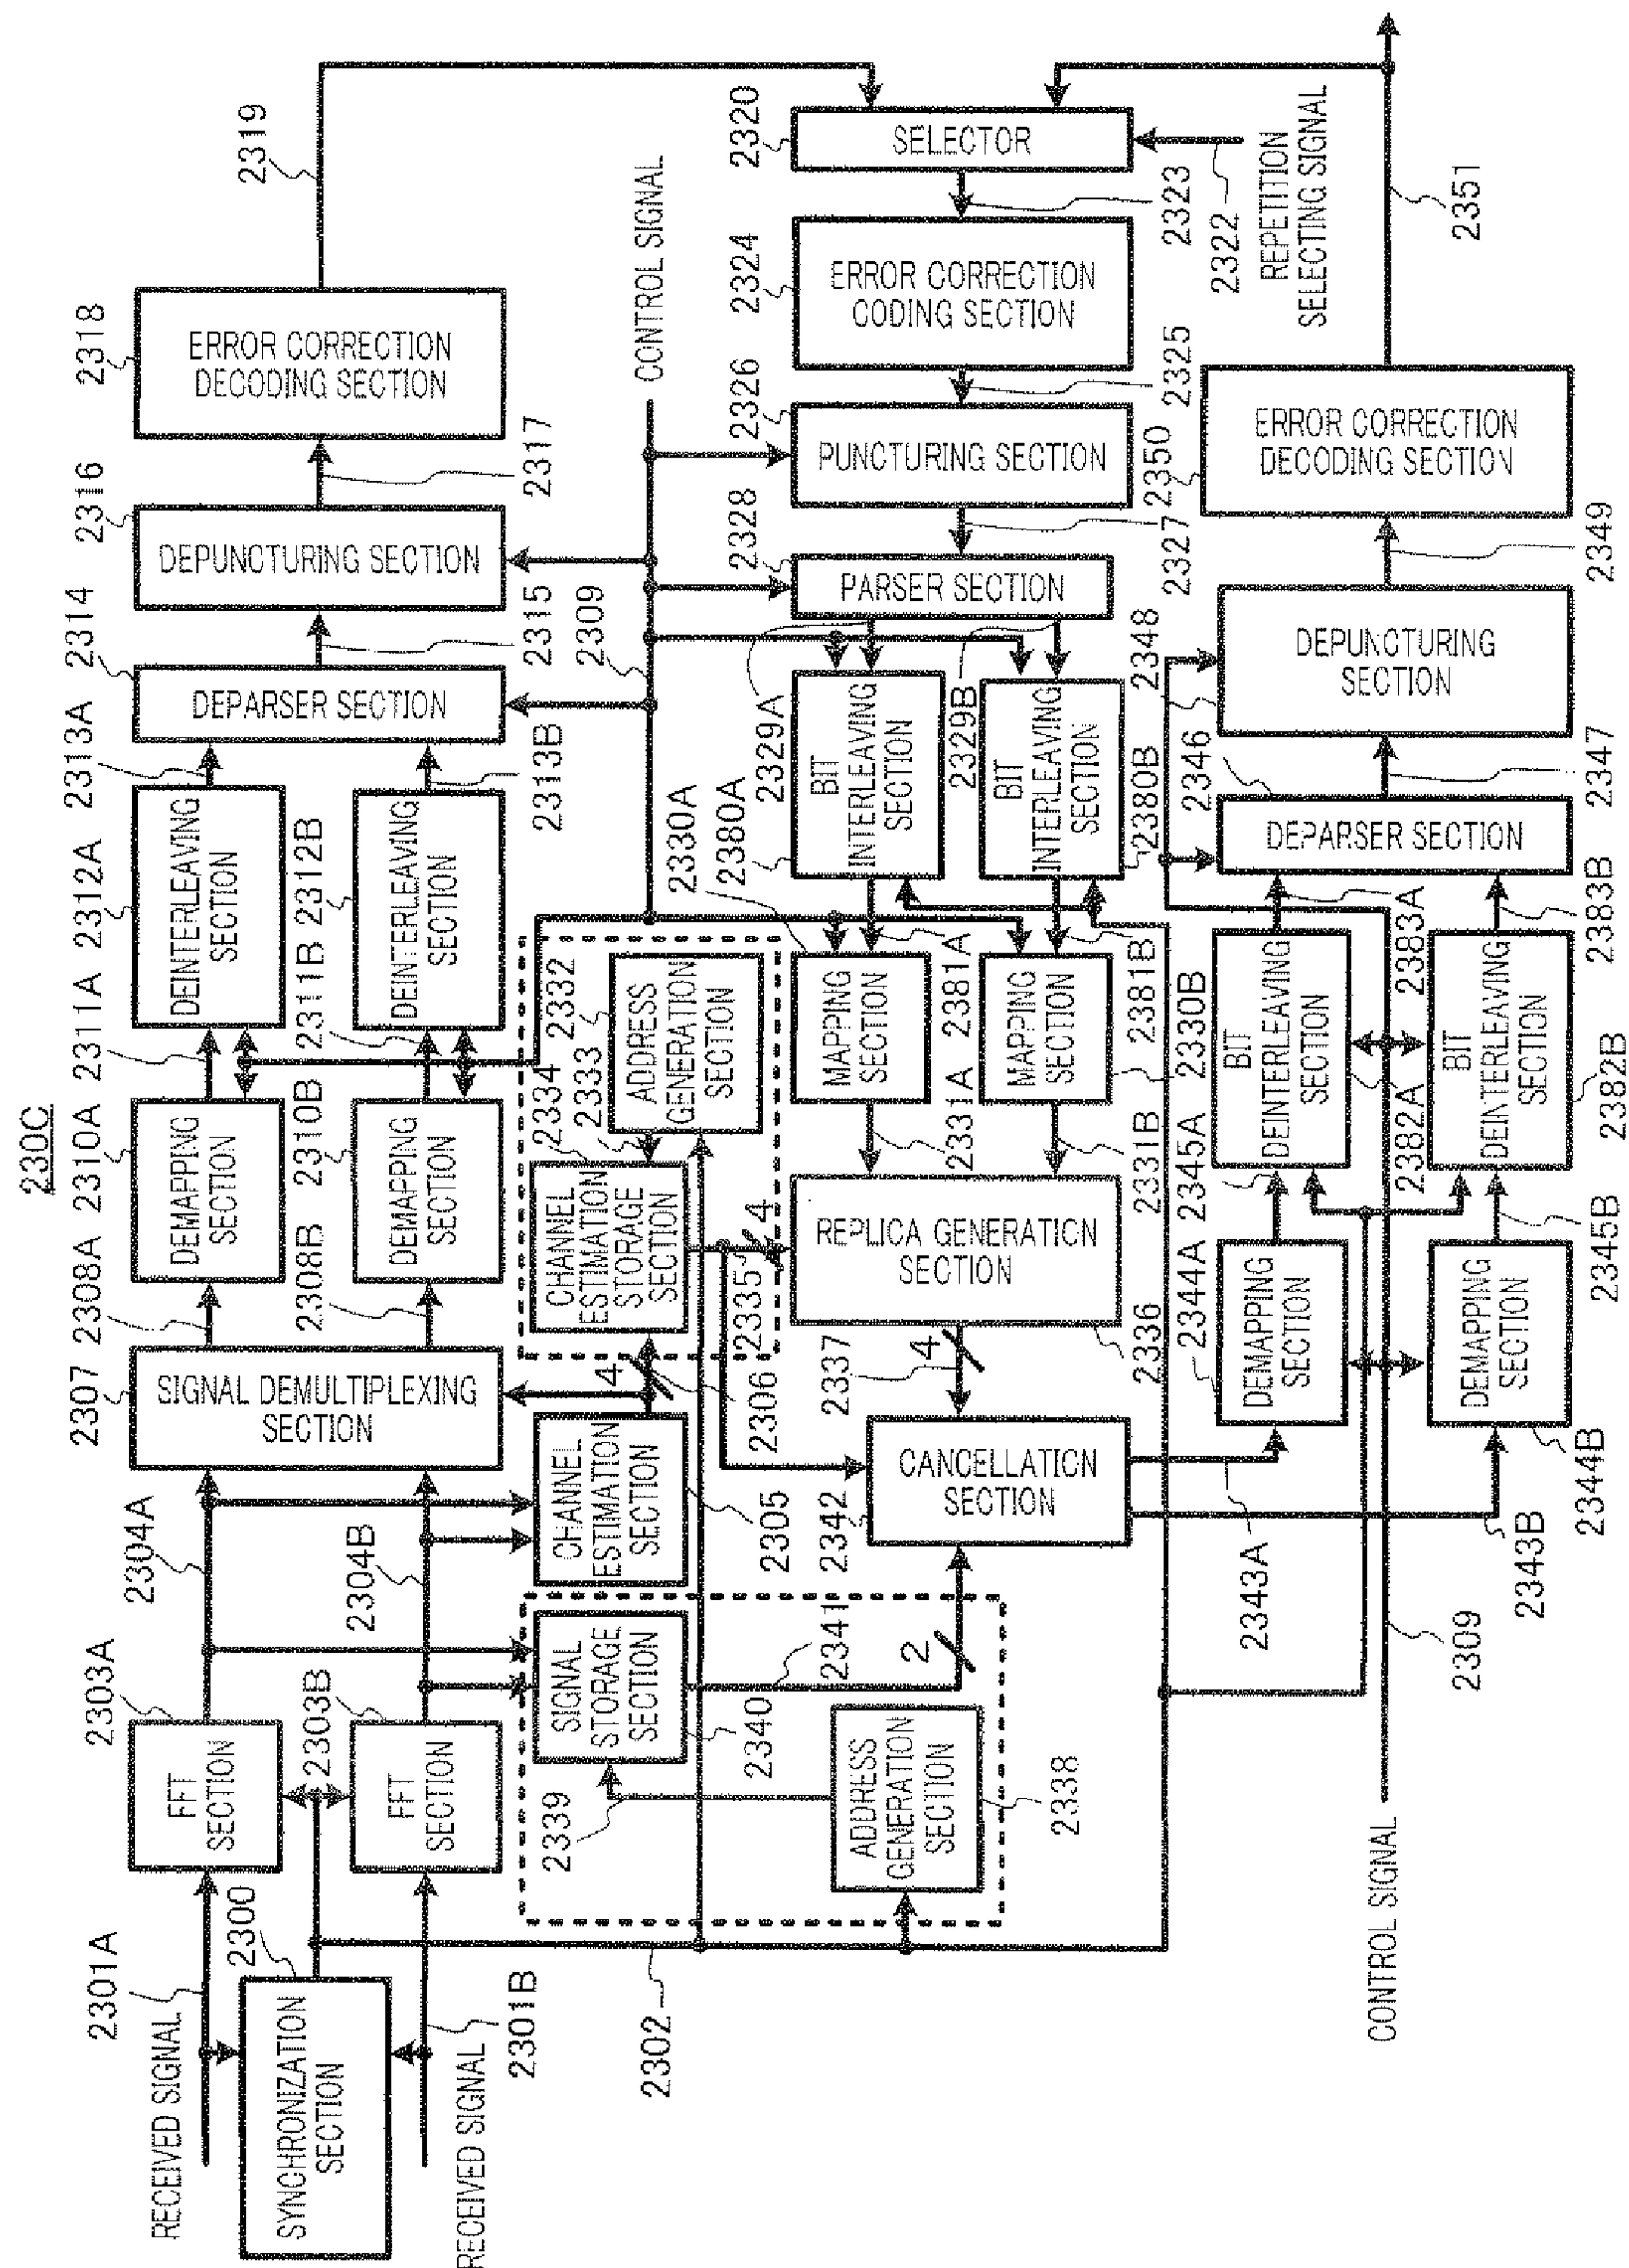 230C
RECEIVED SIGNAL
2301A
2300
SYNCHRONIZATION
SECTION
RECEIVED SIGNAL
2301B
2302
2303A
FFT
SECTION
2303B
FFT
SECTION
2304A
2304B
2307
SIGNAL DEMULTIPLEXING
SECTION
2308A
2308B
2310A
DEMAPPING
SECTION
2310B
DEMAPPING
SECTION
2311A
2311B
2312A
DEINTERLEAVING
SECTION
2312B
DEINTERLEAVING
SECTION
2313A
2313B
2314
DEPARSER SECTION
2315
2309
2316
DEPUNCTURING SECTION
2317
2318
ERROR CORRECTION
DECODING SECTION
2319
SIGNAL
STORAGE
SECTION
2340
2339
2341
2
ADDRESS
GENERATION
SECTION
2338
CHANNEL
ESTIMATION
SECTION
2305
4
2306
CHANNEL
ESTIMATION
STORAGE
SECTION
2334
2333
2332
ADDRESS
GENERATION
SECTION
2335
4
CONTROL SIGNAL
2342
CANCELLATION
SECTION
2337
4
REPLICA GENERATION
SECTION
2336
2331A
2331B
2330A
MAPPING
SECTION
MAPPING
SECTION
2330B
2381A
2381B
2380A
BIT
INTERLEAVING
SECTION
BIT
INTERLEAVING
SECTION
2380B
2329A
2329B
2328
PARSER SECTION
2327
2326
PUNCTURING SECTION
2325
2324
ERROR CORRECTION
CODING SECTION
2323
2320
SELECTOR
2322
REPETITION
SELECTING SIGNAL
CONTROL SIGNAL
2309
2343A
2343B
2344A
DEMAPPING
SECTION
DEMAPPING
SECTION
2344B
2345A
2345B
BIT
DEINTERLEAVING
SECTION
2382A
BIT
DEINTERLEAVING
SECTION
2382B
2383A
2383B
2346
DEPARSER SECTION
2347
2348
DEPUNCTURING
SECTION
2349
2350
ERROR CORRECTION
DECODING SECTION
2351